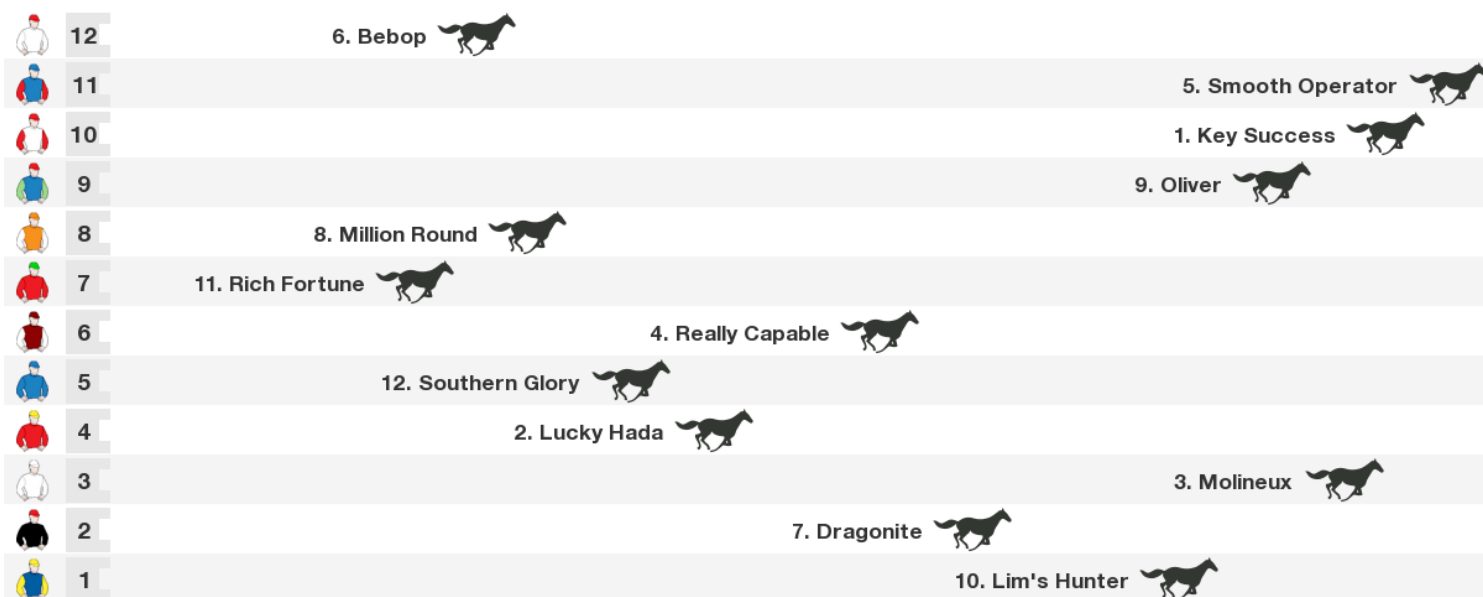 12 6. Bebop
11 5. Smooth Operator
10 1. Key Success
9 9. Oliver
8 8. Million Round
7 11. Rich Fortune
6 4. Really Capable
5 12. Southern Glory
4 2. Lucky Hada
3 3. Molineux
2 7. Dragonite
1 10. Lim's Hunter